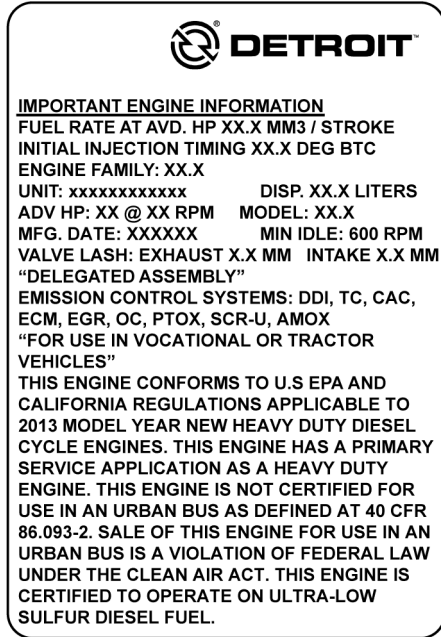 ® DETROIT™
IMPORTANT ENGINE INFORMATION
FUEL RATE AT AVD. HP XX.X MM3 / STROKE
INITIAL INJECTION TIMING XX.X DEG BTC
ENGINE FAMILY: XX.X
UNIT: xxxxxxxxxxxx DISP. XX.X LITERS
ADV HP: XX @ XX RPM MODEL: XX.X
MFG. DATE: XXXXXX MIN IDLE: 600 RPM
VALVE LASH: EXHAUST X.X MM INTAKE X.X MM
“DELEGATED ASSEMBLY”
EMISSION CONTROL SYSTEMS: DDI, TC, CAC,
ECM, EGR, OC, PTOX, SCR-U, AMOX
“FOR USE IN VOCATIONAL OR TRACTOR
VEHICLES”
THIS ENGINE CONFORMS TO U.S EPA AND
CALIFORNIA REGULATIONS APPLICABLE TO
2013 MODEL YEAR NEW HEAVY DUTY DIESEL
CYCLE ENGINES. THIS ENGINE HAS A PRIMARY
SERVICE APPLICATION AS A HEAVY DUTY
ENGINE. THIS ENGINE IS NOT CERTIFIED FOR
USE IN AN URBAN BUS AS DEFINED AT 40 CFR
86.093-2. SALE OF THIS ENGINE FOR USE IN AN
URBAN BUS IS A VIOLATION OF FEDERAL LAW
UNDER THE CLEAN AIR ACT. THIS ENGINE IS
CERTIFIED TO OPERATE ON ULTRA-LOW
SULFUR DIESEL FUEL.